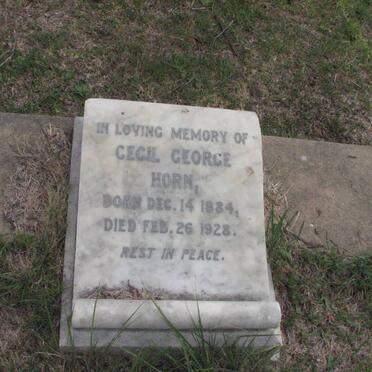 IN LOVING MEMORY OF
CECIL GEORGE
HORN,
BORN DEC. 14 1884,
DIED FEB. 26 1928.
REST IN PEACE.